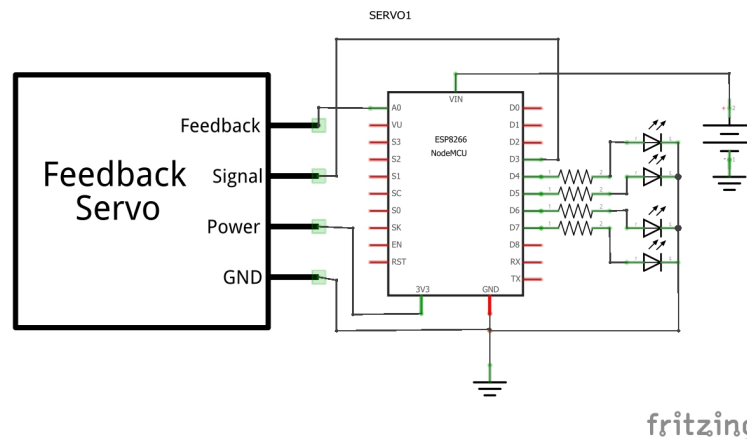 SERVO1
Feedback Servo
Feedback
Signal
Power
GND
ESP8266
NodeMCU
VIN
A0
VU
S3
S2
S1
SC
S0
SK
EN
RST
3V3
GND
D0
D1
D2
D3
D4
D5
D6
D7
D8
RX
TX
fritzing